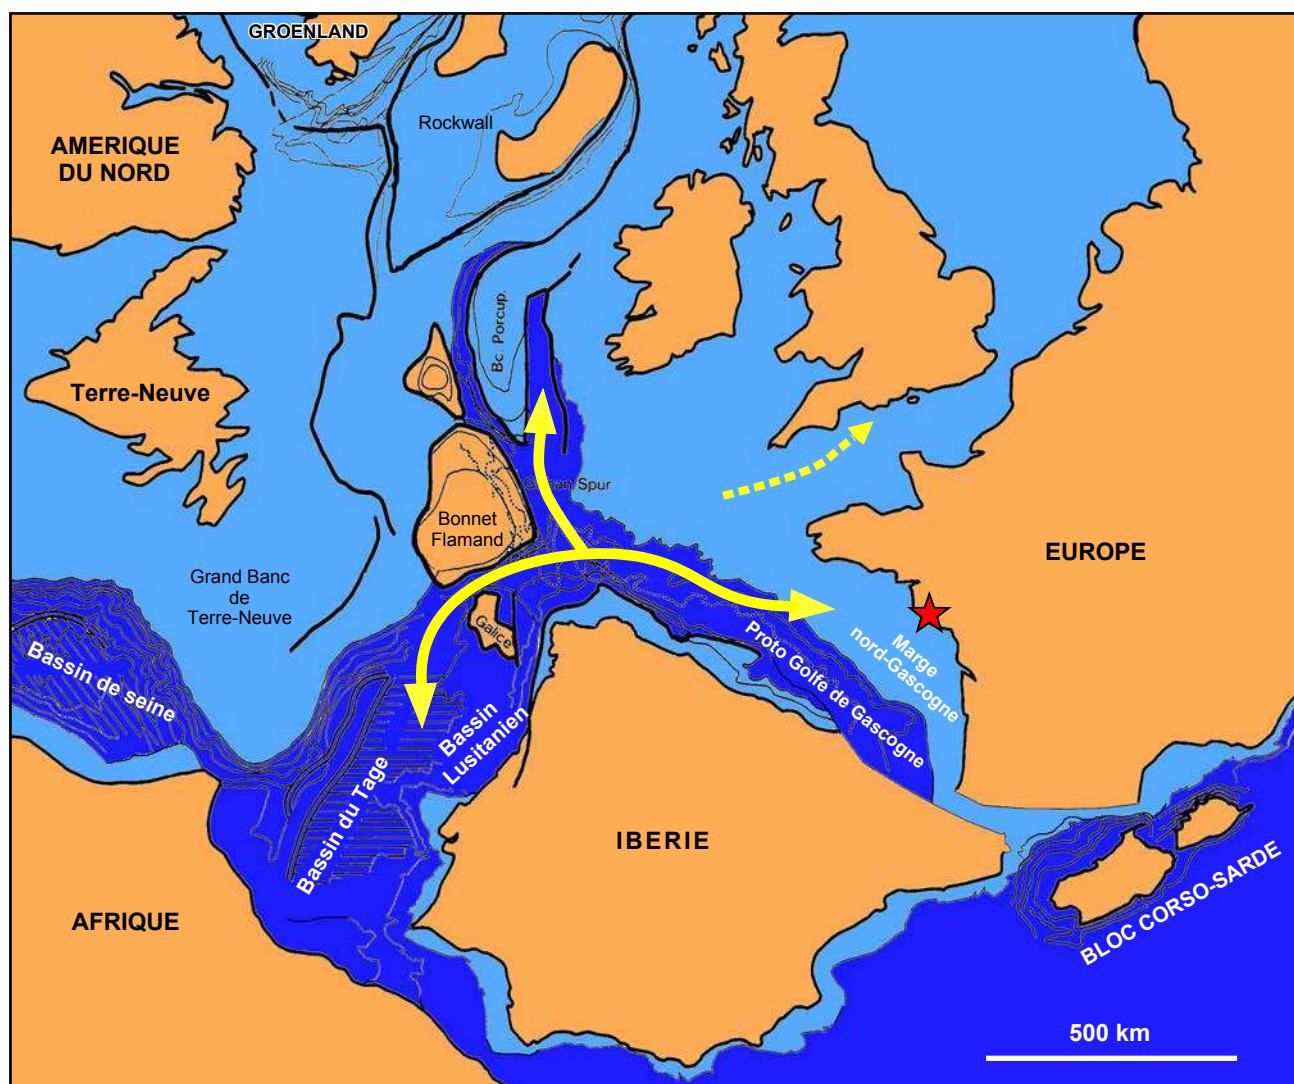 GROENLAND
Rockwall
AMÉRIQUE
DU NORD
Bc. Porcup.
Terre-Neuve
Spur
Bonnet
Flamand
EUROPE
Grand Banc
de
Terre-Neuve
Galice
Marge
nord-Gascogne
Proto Golfe de Gascogne
Bassin de seine
Bassin
Lusitanien
Bassin du Tage
IBERIE
BLOC CORSO-SARDE
AFRIQUE
500 km